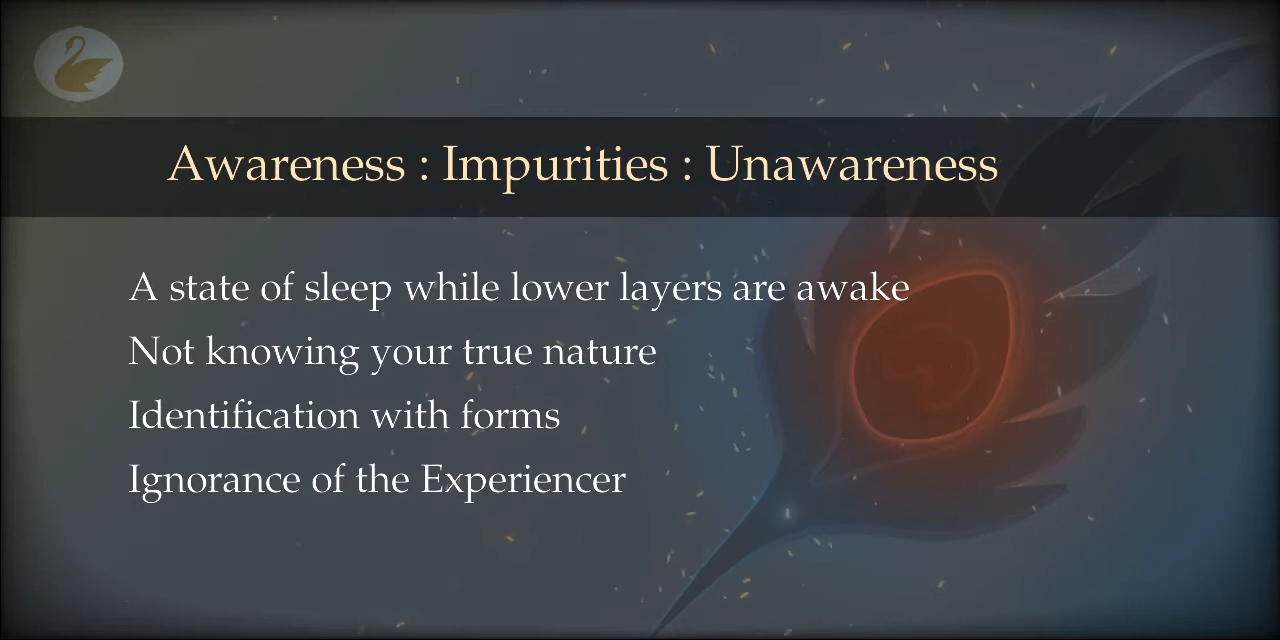 Awareness : Impurities : Unawareness
A state of sleep while lower layers are awake
Not knowing your true nature
Identification with forms
Ignorance of the Experiencer